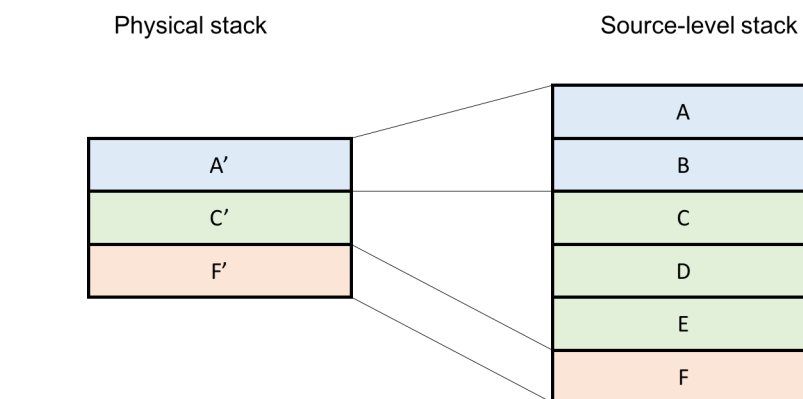 Physical stack
Source-level stack
A
A′
B
C′
C
F′
D
E
F